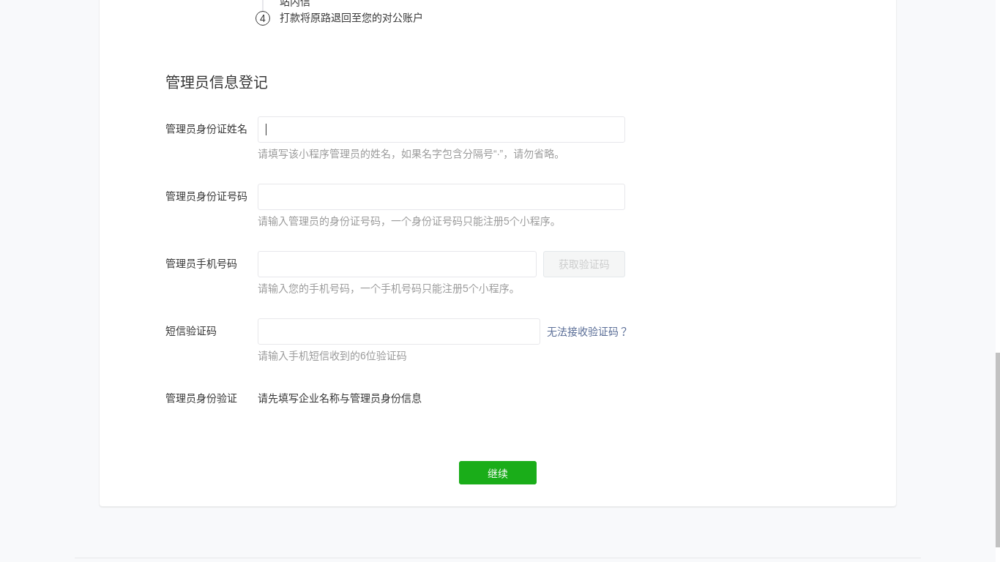 站内信
4 打款将原路退回至您的对公账户
管理员信息登记
管理员身份证姓名
请填写该小程序管理员的姓名，如果名字包含分隔号“·”，请勿省略。
管理员身份证号码
请输入管理员的身份证号码，一个身份证号码只能注册5个小程序。
管理员手机号码 获取验证码
请输入您的手机号码，一个手机号码只能注册5个小程序。
短信验证码 无法接收验证码？
请输入手机短信收到的6位验证码
管理员身份验证 请先填写企业名称与管理员身份信息
继续